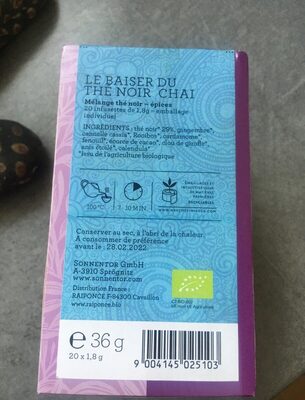 LE BAISER DU
THÉ NOIR CHAI
Mélange thé noir – épices
20 infusettes de 1,8g – emballage
individuel
INGRÉDIENTS: thé noir* 29%, gingembre*,
cannelle cassia*, Rooibos*, cardamome*,
fenouil*, écorce de cacao*, clou de girofle*,
anis étoilé*, calendula*
*Issu de l'agriculture biologique
100°C
7 - 10 MIN
Conserver au sec, à l'abri de la chaleur.
À consommer de préférence
avant le: 28.02.2022
SONNENTOR GmbH
A-3910 Sprögnitz
www.sonnentor.com
Distribution France:
RAIPONCE F-84300 Cavaillon
www.raiponce.bio
e 36 g
20 x 1,8 g
9 004145 025103